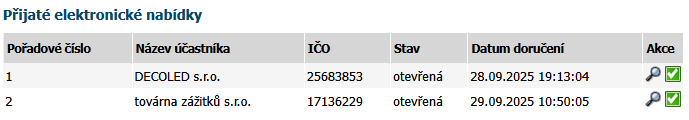 Přijaté elektronické nabídky
Pořadové číslo Název účastníka IČO Stav Datum doručení Akce
1 DECOLED s.r.o. 25683853 otevřená 28.09.2025 19:13:04
2 továrna zážitků s.r.o. 17136229 otevřená 29.09.2025 10:50:05